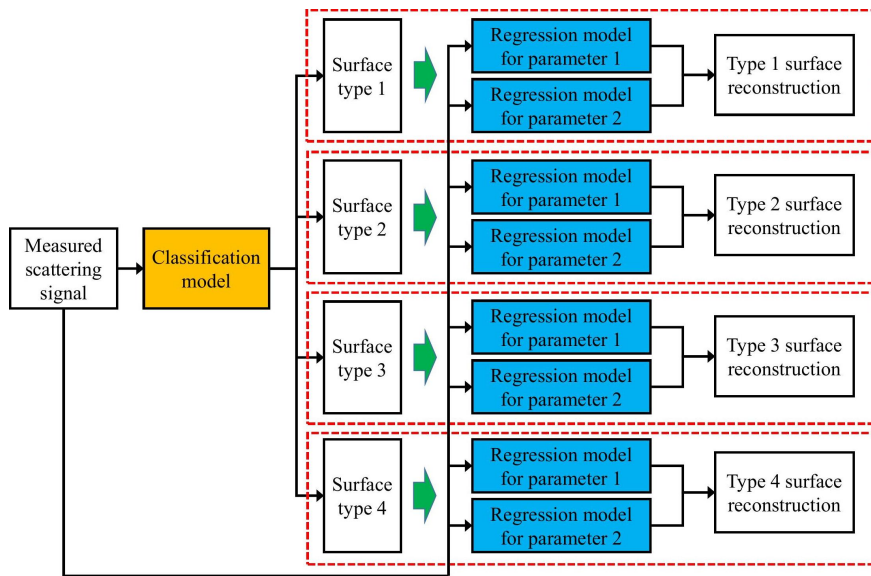 Measured
scattering
signal
Classification
model
Surface
type 1
Regression model
for parameter 1
Regression model
for parameter 2
Type 1 surface
reconstruction
Surface
type 2
Regression model
for parameter 1
Regression model
for parameter 2
Type 2 surface
reconstruction
Surface
type 3
Regression model
for parameter 1
Regression model
for parameter 2
Type 3 surface
reconstruction
Surface
type 4
Regression model
for parameter 1
Regression model
for parameter 2
Type 4 surface
reconstruction